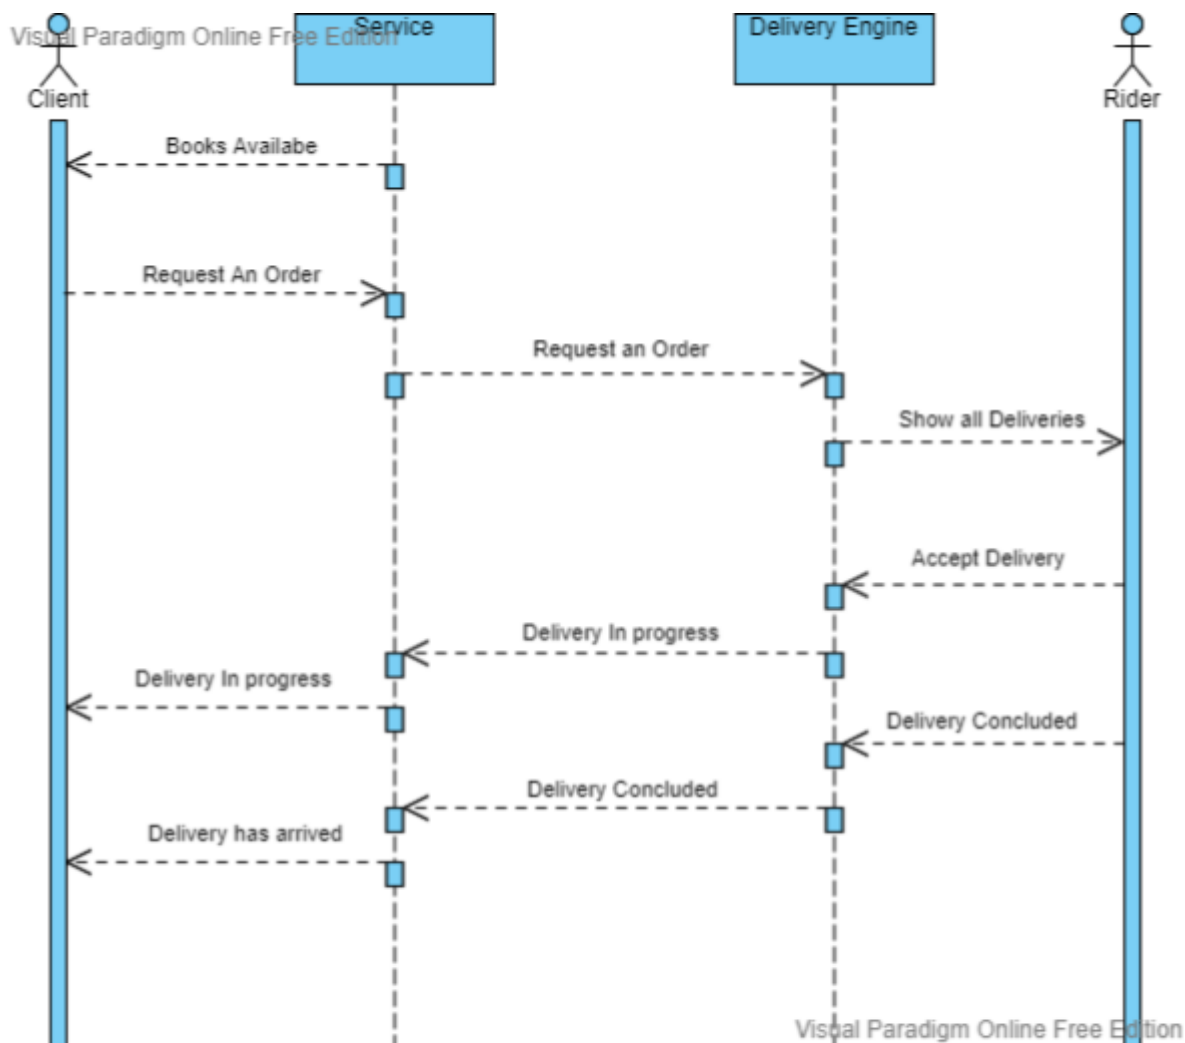 Visual Paradigm Online Free Edition
Service
Delivery Engine
Client
Rider
Books Availabe
Request An Order
Request an Order
Show all Deliveries
Accept Delivery
Delivery In progress
Delivery In progress
Delivery Concluded
Delivery Concluded
Delivery has arrived
Visual Paradigm Online Free Edition